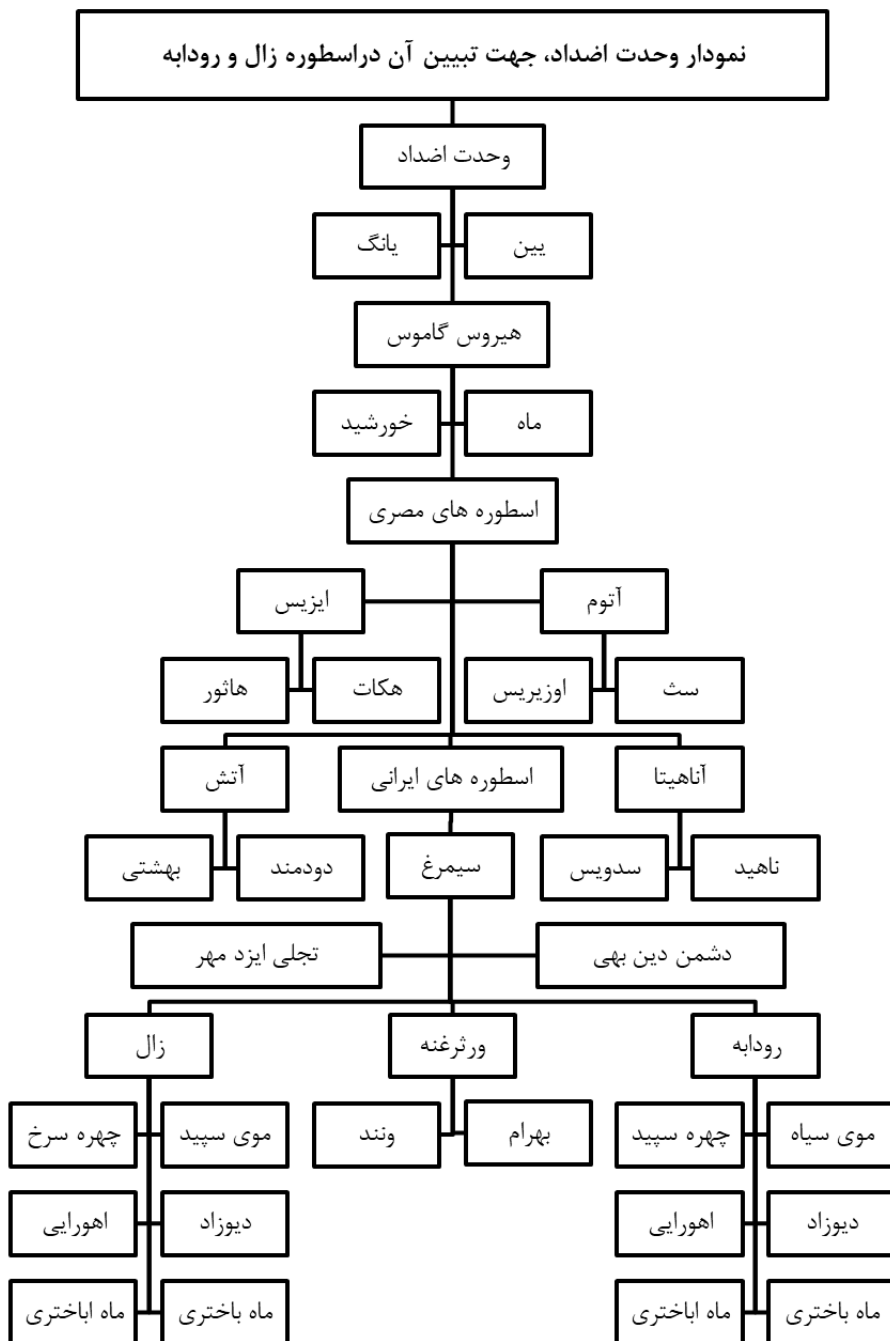 نمودار وحدت اضداد، جهت تبیین آن دراسطوره زال و رودابه
وحدت اضداد
یین
یانگ
هیروس گاموس
ماه
خورشید
اسطوره های مصری
آتوم
ایزیس
سث
اوزیریس
هکات
هاثور
آناهیتا
اسطوره های ایرانی
آتش
ناهید
سدویس
سیمرغ
دودمند
بهشتی
دشمن دین بهی
تجلی ایزد مهر
رودابه
ورثرغنه
زال
موی سیاه
چهره سپید
بهرام
ونند
موی سپید
چهره سرخ
دیوزاد
اهورایی
دیوزاد
اهورایی
ماه باختری
ماه اباختری
ماه باختری
ماه اباختری